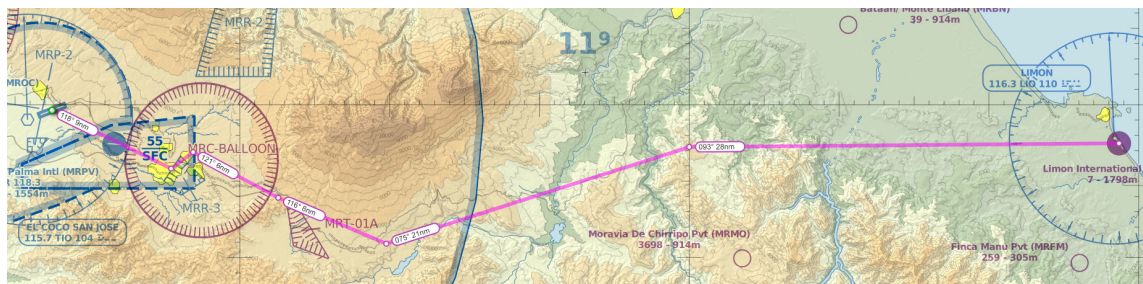 Bataan/ Monte Libano (MRBN)
39 - 914m
MRR-2
11⁹
MRP-2
(MROC)
LIMON
116.3 LIO 110
118° 9nm
55
SFC
MRC-BALLOON
121° 6nm
093° 28nm
Palma Intl (MRPV)
118.3
1554m
Limon International
7 - 1798m
MRR-3
116° 6nm
MRT-01A
EL COCO SAN JOSE
115.7 TIO 104
075° 21nm
Moravia De Chirripo Pvt (MRMO)
3698 - 914m
Finca Manu Pvt (MRFM)
259 - 305m